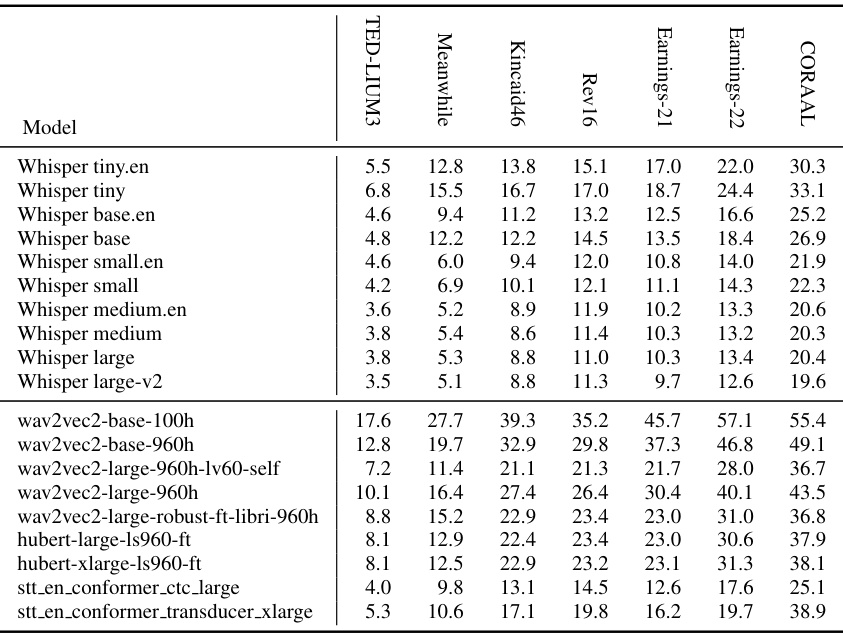 Model TED-LIUM3 Meanwhile Kincaid46 Rev16 Earnings-21 Earnings-22 CORAAL
Whisper tiny.en 5.5 12.8 13.8 15.1 17.0 22.0 30.3
Whisper tiny 6.8 15.5 16.7 17.0 18.7 24.4 33.1
Whisper base.en 4.6 9.4 11.2 13.2 12.5 16.6 25.2
Whisper base 4.8 12.2 12.2 14.5 13.5 18.4 26.9
Whisper small.en 4.6 6.0 9.4 12.0 10.8 14.0 21.9
Whisper small 4.2 6.9 10.1 12.1 11.1 14.3 22.3
Whisper medium.en 3.6 5.2 8.9 11.9 10.2 13.3 20.6
Whisper medium 3.8 5.4 8.6 11.4 10.3 13.2 20.3
Whisper large 3.8 5.3 8.8 11.0 10.3 13.4 20.4
Whisper large-v2 3.5 5.1 8.8 11.3 9.7 12.6 19.6
wav2vec2-base-100h 17.6 27.7 39.3 35.2 45.7 57.1 55.4
wav2vec2-base-960h 12.8 19.7 32.9 29.8 37.3 46.8 49.1
wav2vec2-large-960h-lv60-self 7.2 11.4 21.1 21.3 21.7 28.0 36.7
wav2vec2-large-960h 10.1 16.4 27.4 26.4 30.4 40.1 43.5
wav2vec2-large-robust-ft-libri-960h 8.8 15.2 22.9 23.4 23.0 31.0 36.8
hubert-large-ls960-ft 8.1 12.9 22.4 23.4 23.0 30.6 37.9
hubert-xlarge-ls960-ft 8.1 12.5 22.9 23.2 23.1 31.3 38.1
stt_en_conformer_ctc_large 4.0 9.8 13.1 14.5 12.6 17.6 25.1
stt_en_conformer_transducer_xlarge 5.3 10.6 17.1 19.8 16.2 19.7 38.9